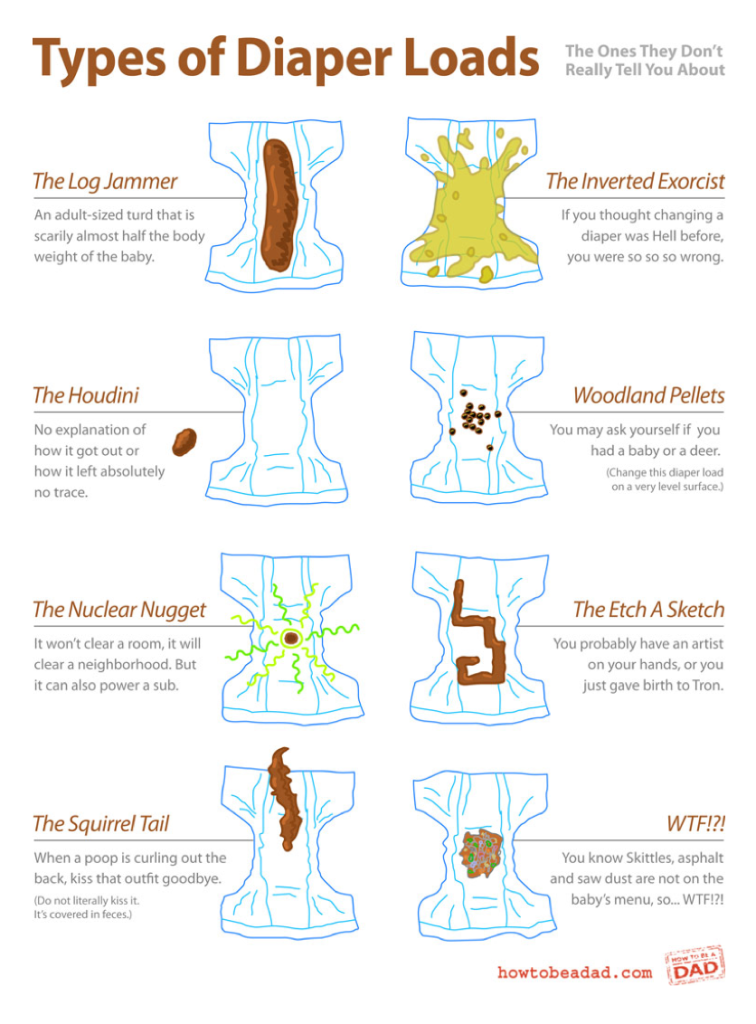 Types of Diaper Loads
The Ones They Don't
Really Tell You About
The Log Jammer
An adult-sized turd that is
scarily almost half the body
weight of the baby.
The Inverted Exorcist
If you thought changing a
diaper was Hell before,
you were so so so wrong.
The Houdini
No explanation of
how it got out or
how it left absolutely
no trace.
Woodland Pellets
You may ask yourself if you
had a baby or a deer.
(Change this diaper load
on a very level surface.)
The Nuclear Nugget
It won't clear a room, it will
clear a neighborhood. But
it can also power a sub.
The Etch A Sketch
You probably have an artist
on your hands, or you
just gave birth to Tron.
The Squirrel Tail
When a poop is curling out the
back, kiss that outfit goodbye.
(Do not literally kiss it.
It's covered in feces.)
WTF!?!
You know Skittles, asphalt
and saw dust are not on the
baby's menu, so... WTF!?!
howtobeadad.com
HOW TO BE A
DAD